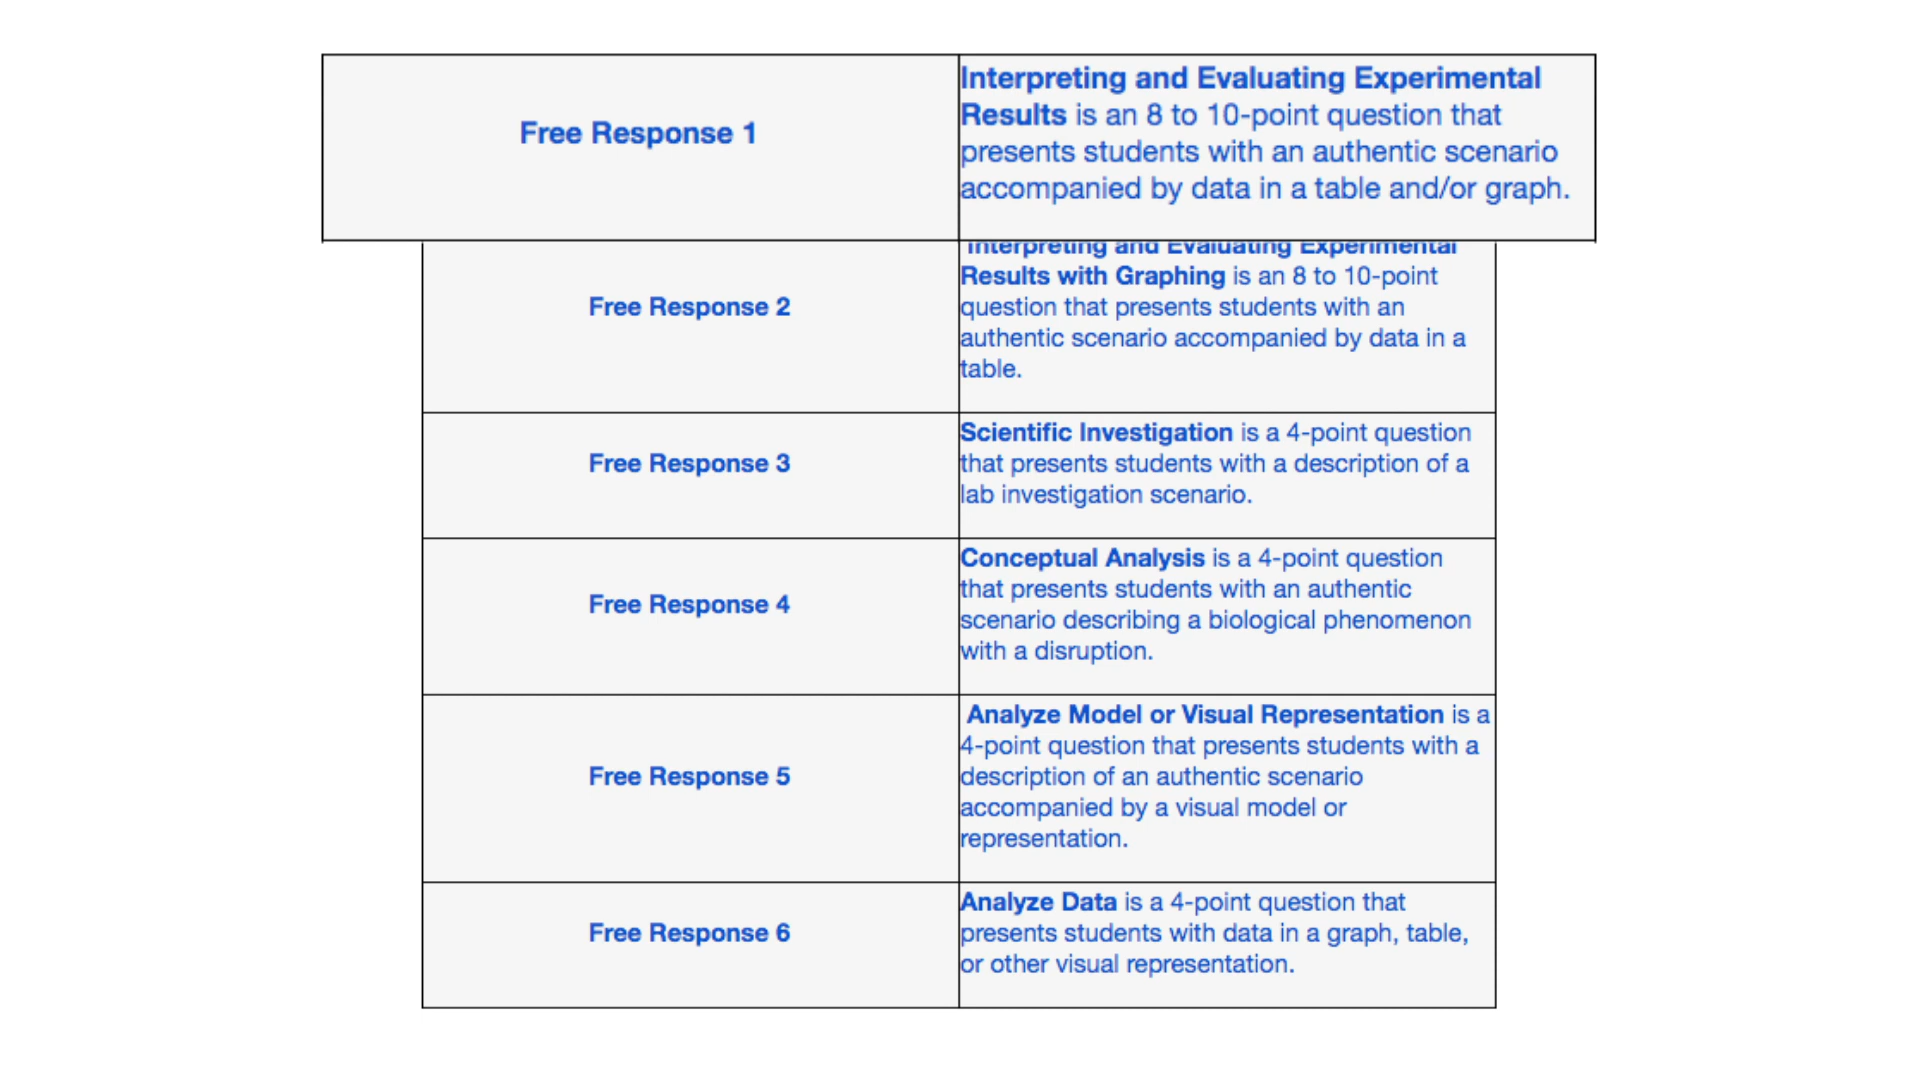 Free Response 1
Interpreting and Evaluating Experimental
Results is an 8 to 10-point question that
presents students with an authentic scenario
accompanied by data in a table and/or graph.
Free Response 2
Interpreting and Evaluating Experimental
Results with Graphing is an 8 to 10-point
question that presents students with an
authentic scenario accompanied by data in a
table.
Free Response 3
Scientific Investigation is a 4-point question
that presents students with a description of a
lab investigation scenario.
Free Response 4
Conceptual Analysis is a 4-point question
that presents students with an authentic
scenario describing a biological phenomenon
with a disruption.
Free Response 5
Analyze Model or Visual Representation is a
4-point question that presents students with a
description of an authentic scenario
accompanied by a visual model or
representation.
Free Response 6
Analyze Data is a 4-point question that
presents students with data in a graph, table,
or other visual representation.